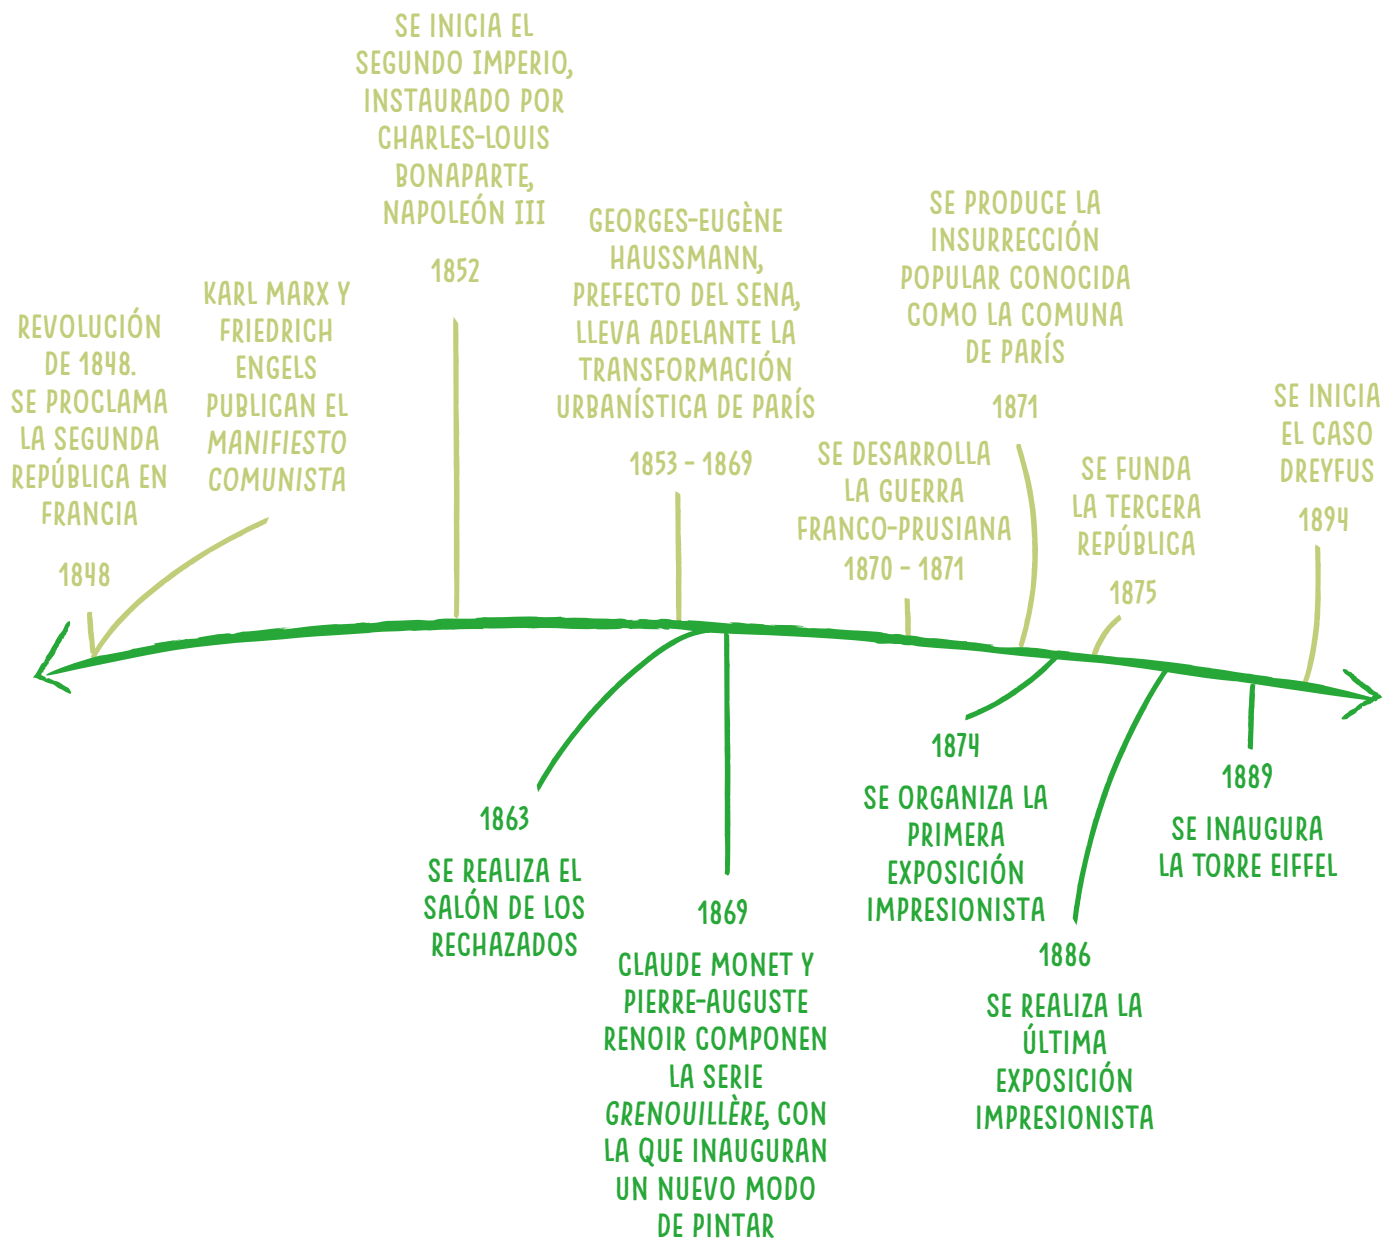 REVOLUCIÓN
DE 1848.
SE PROCLAMA
LA SEGUNDA
REPÚBLICA EN
FRANCIA
1848
KARL MARX Y
FRIEDRICH
ENGELS
PUBLICAN EL
MANIFIESTO
COMUNISTA
SE INICIA EL
SEGUNDO IMPERIO,
INSTAURADO POR
CHARLES-LOUIS
BONAPARTE,
NAPOLEÓN III
1852
GEORGES-EUGÈNE
HAUSSMANN,
PREFECTO DEL SENA,
LLEVA ADELANTE LA
TRANSFORMACIÓN
URBANÍSTICA DE PARÍS
1853 - 1869
SE DESARROLLA
LA GUERRA
FRANCO-PRUSIANA
1870 - 1871
SE PRODUCE LA
INSURRECCIÓN
POPULAR CONOCIDA
COMO LA COMUNA
DE PARÍS
1871
SE FUNDA
LA TERCERA
REPÚBLICA
1875
SE INICIA
EL CASO
DREYFUS
1894
1863
SE REALIZA EL
SALÓN DE LOS
RECHAZADOS
1869
CLAUDE MONET Y
PIERRE-AUGUSTE
RENOIR COMPONEN
LA SERIE
GRENOUILLÈRE, CON
LA QUE INAUGURAN
UN NUEVO MODO
DE PINTAR
1874
SE ORGANIZA LA
PRIMERA
EXPOSICIÓN
IMPRESIONISTA
1886
SE REALIZA LA
ÚLTIMA
EXPOSICIÓN
IMPRESIONISTA
1889
SE INAUGURA
LA TORRE EIFFEL